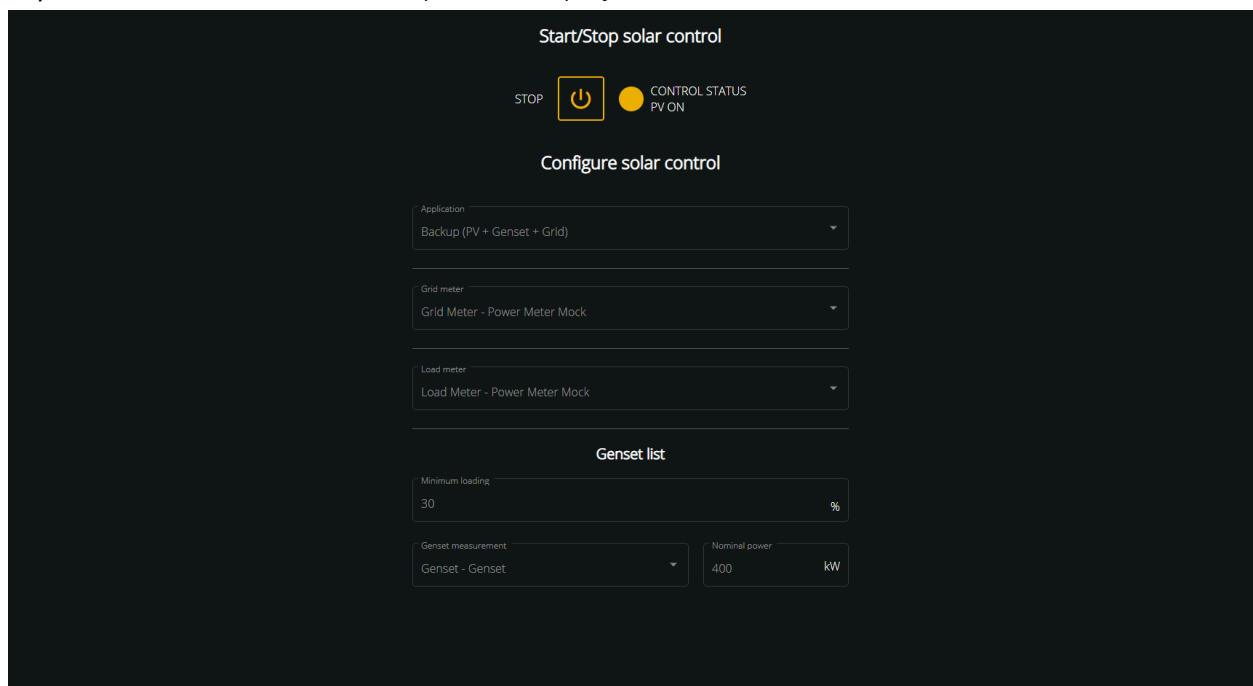 Start/Stop solar control
STOP
CONTROL STATUS
PV ON
Configure solar control
Application
Backup (PV + Genset + Grid)
Grid meter
Grid Meter - Power Meter Mock
Load meter
Load Meter - Power Meter Mock
Genset list
Minimum loading
30 %
Genset measurement
Genset - Genset
Nominal power
400 kW